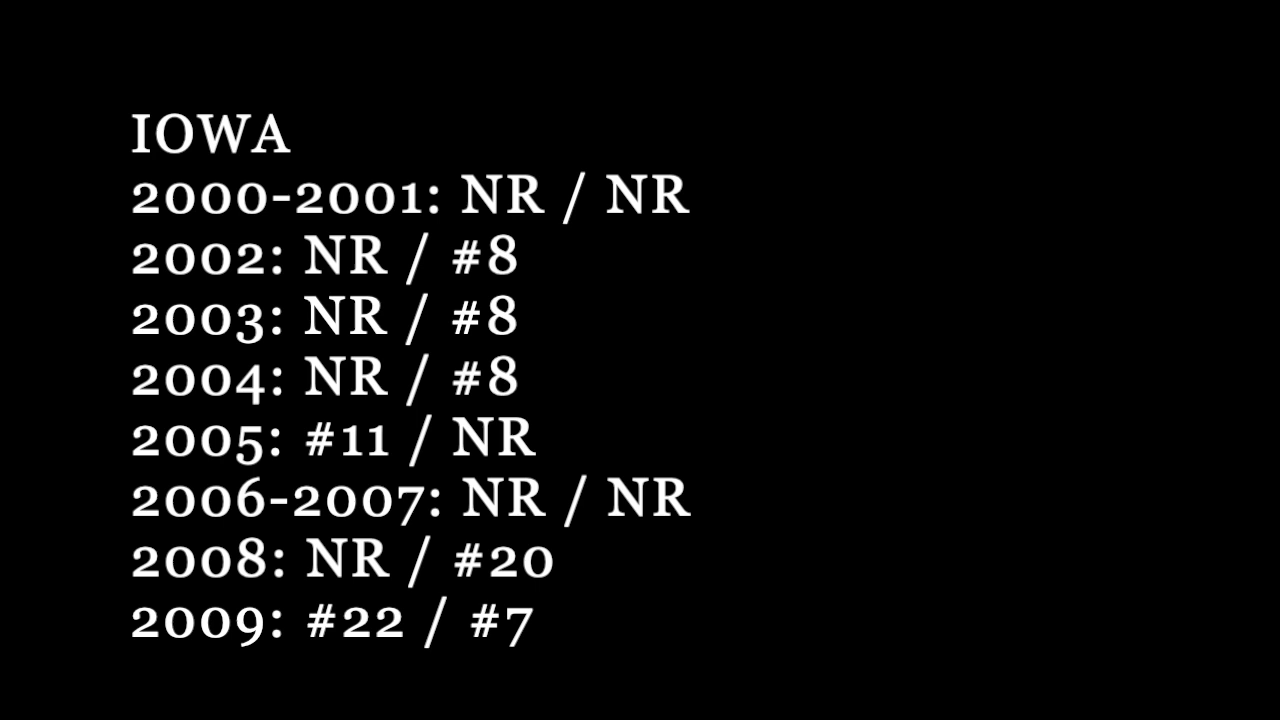 IOWA
2000-2001: NR / NR
2002: NR / #8
2003: NR / #8
2004: NR / #8
2005: #11 / NR
2006-2007: NR / NR
2008: NR / #20
2009: #22 / #7